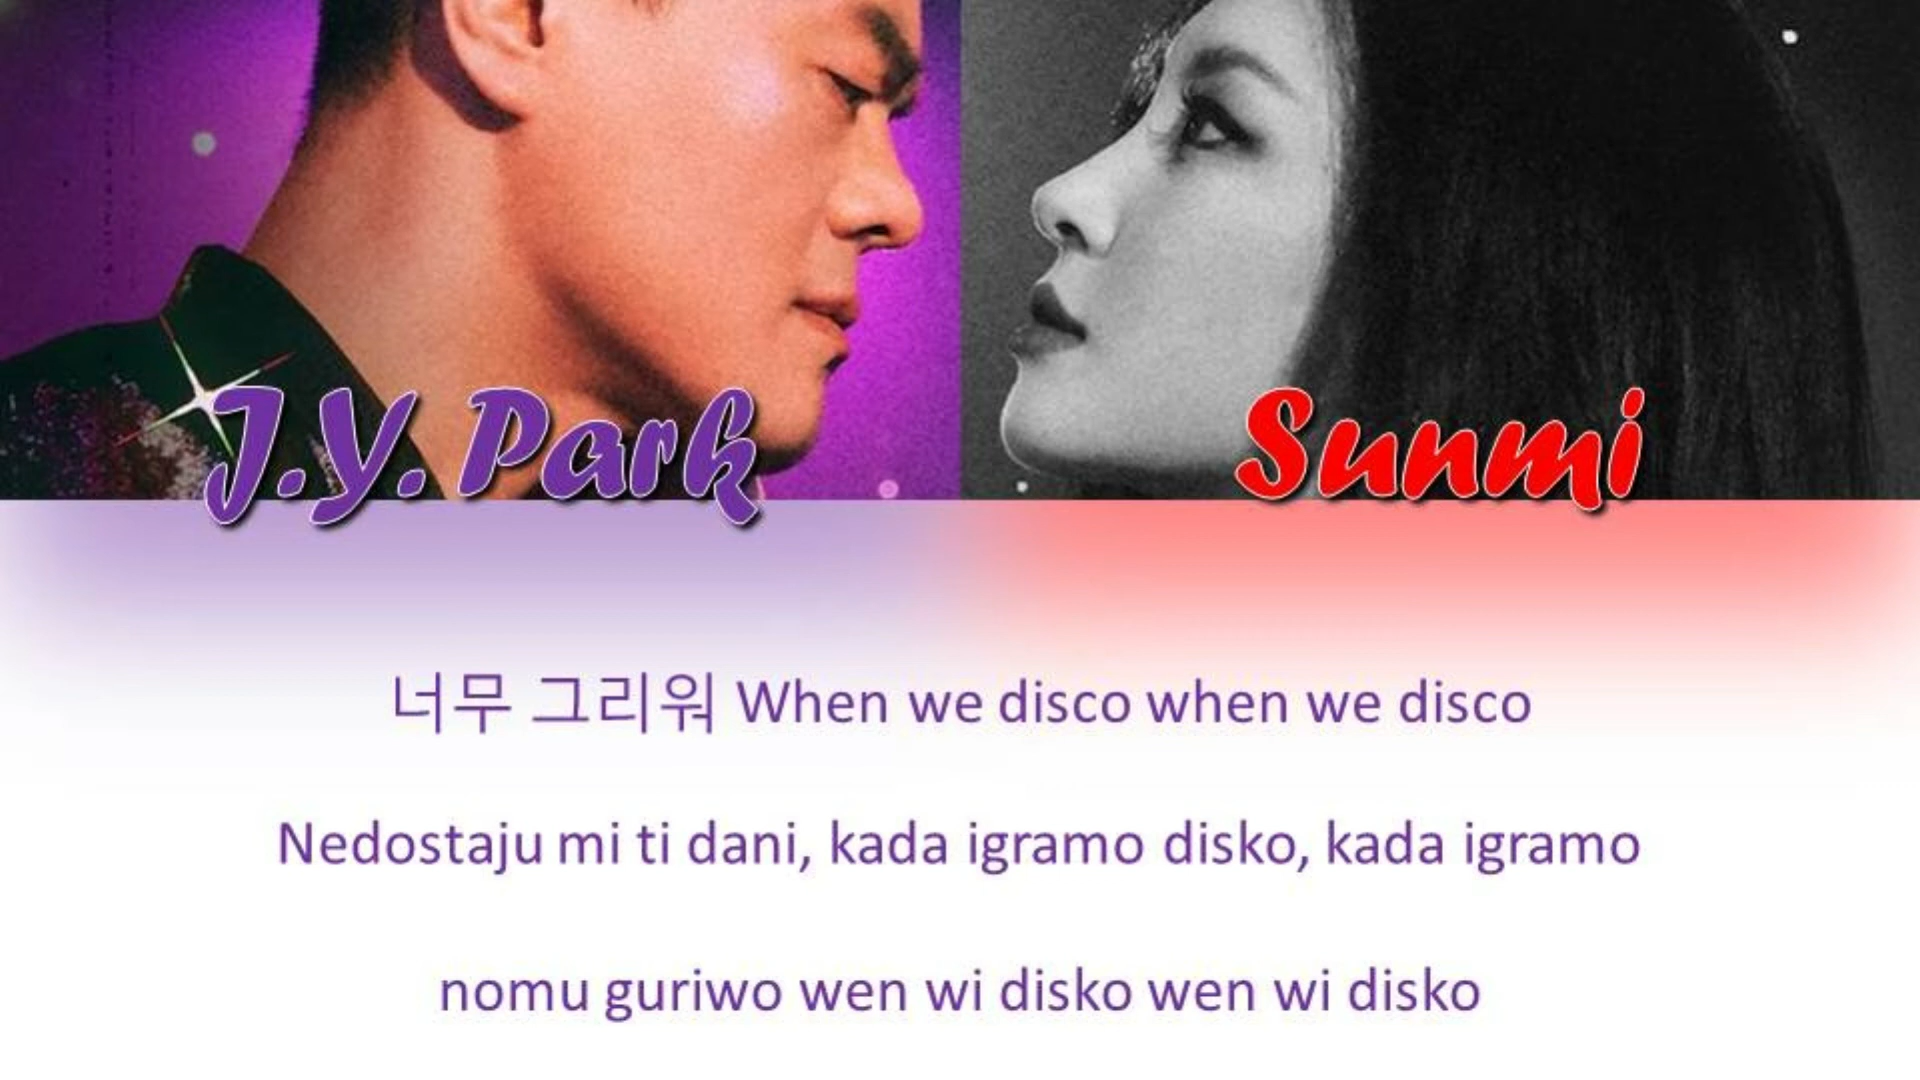 J.Y. Park
Sunmi
너무 그리워 When we disco when we disco
Nedostaju mi ti dani, kada igramo disko, kada igramo
nomu guriwo wen wi disko wen wi disko